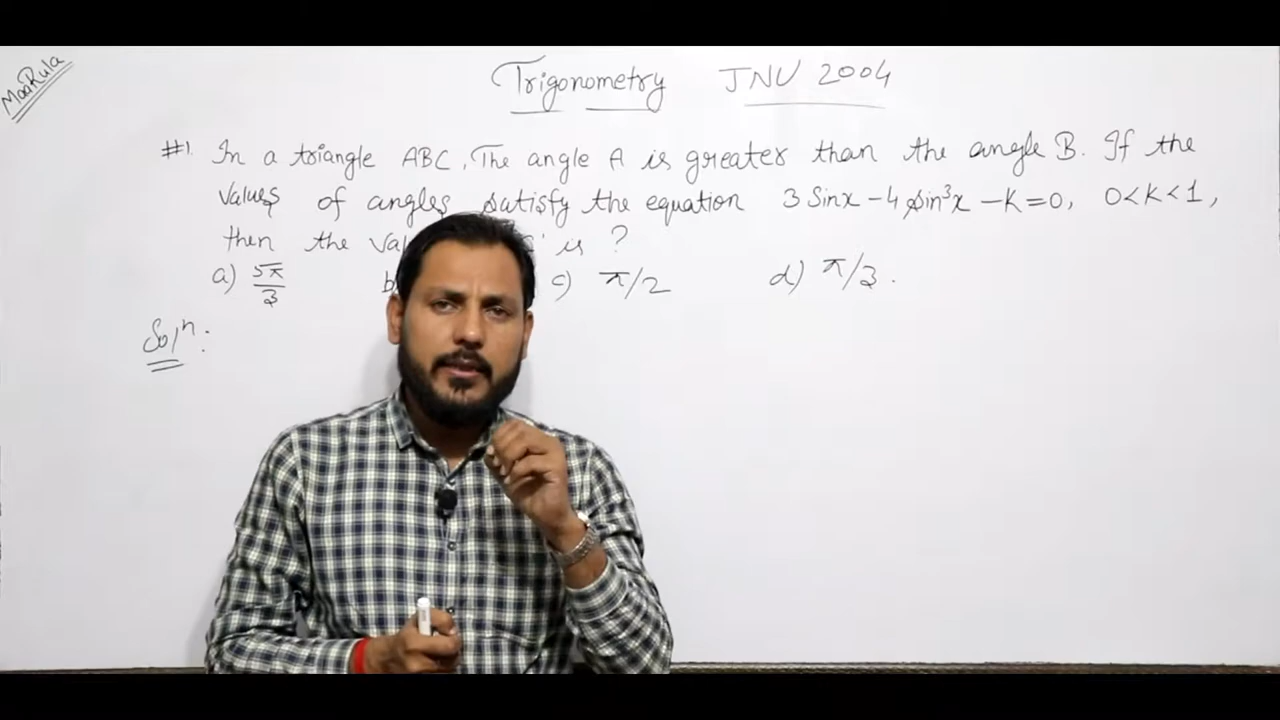 MaaRula
Trigonometry JNU 2004
#1. In a triangle ABC, The angle A is greater than the angle B. If the
values of angles satisfy the equation 3 Sinx - 4 sin³x - K = 0, 0 < K < 1,
then the is ?
a) 5π/3 c) π/2 d) π/3 .
Solⁿ: